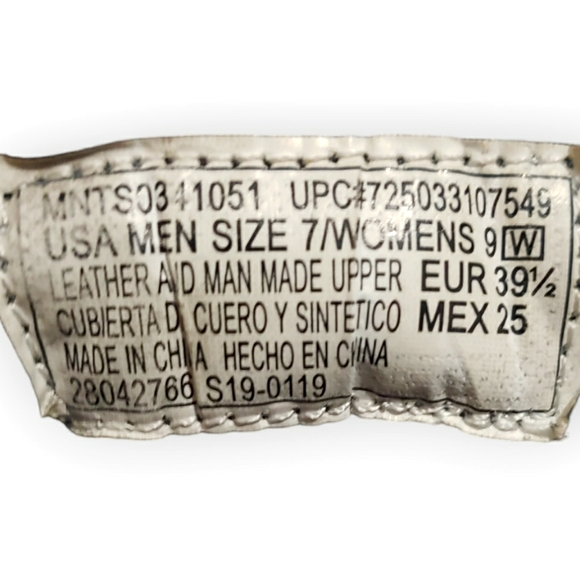 MNTS0341051 UPC#725033107549
USA MEN SIZE 7/WOMENS 9 W
LEATHER AND MAN MADE UPPER EUR 39½
CUBIERTA D CUERO Y SINTETICO MEX 25
MADE IN CHINA HECHO EN CHINA
28042766 S19-0119